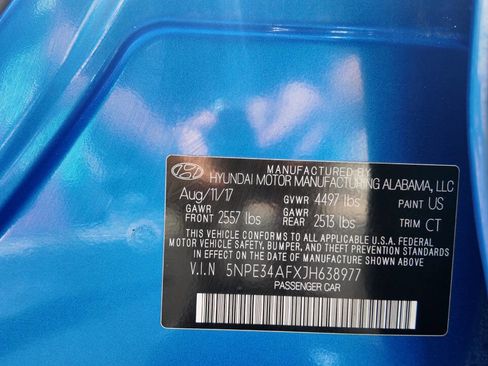 MANUFACTURED BY
HYUNDAI MOTOR MANUFACTURING ALABAMA, LLC
Aug/11/17 GVWR 4497 lbs PAINT US
GAWR FRONT 2557 lbs GAWR REAR 2513 lbs TRIM CT
THIS VEHICLE CONFORMS TO ALL APPLICABLE U.S.A. FEDERAL
MOTOR VEHICLE SAFETY, BUMPER, AND THEFT PREVENTION STANDARDS
IN EFFECT ON THE DATE OF MANUFACTURE SHOWN ABOVE.
V.I.N 5NPE34AFXJH638977
PASSENGER CAR